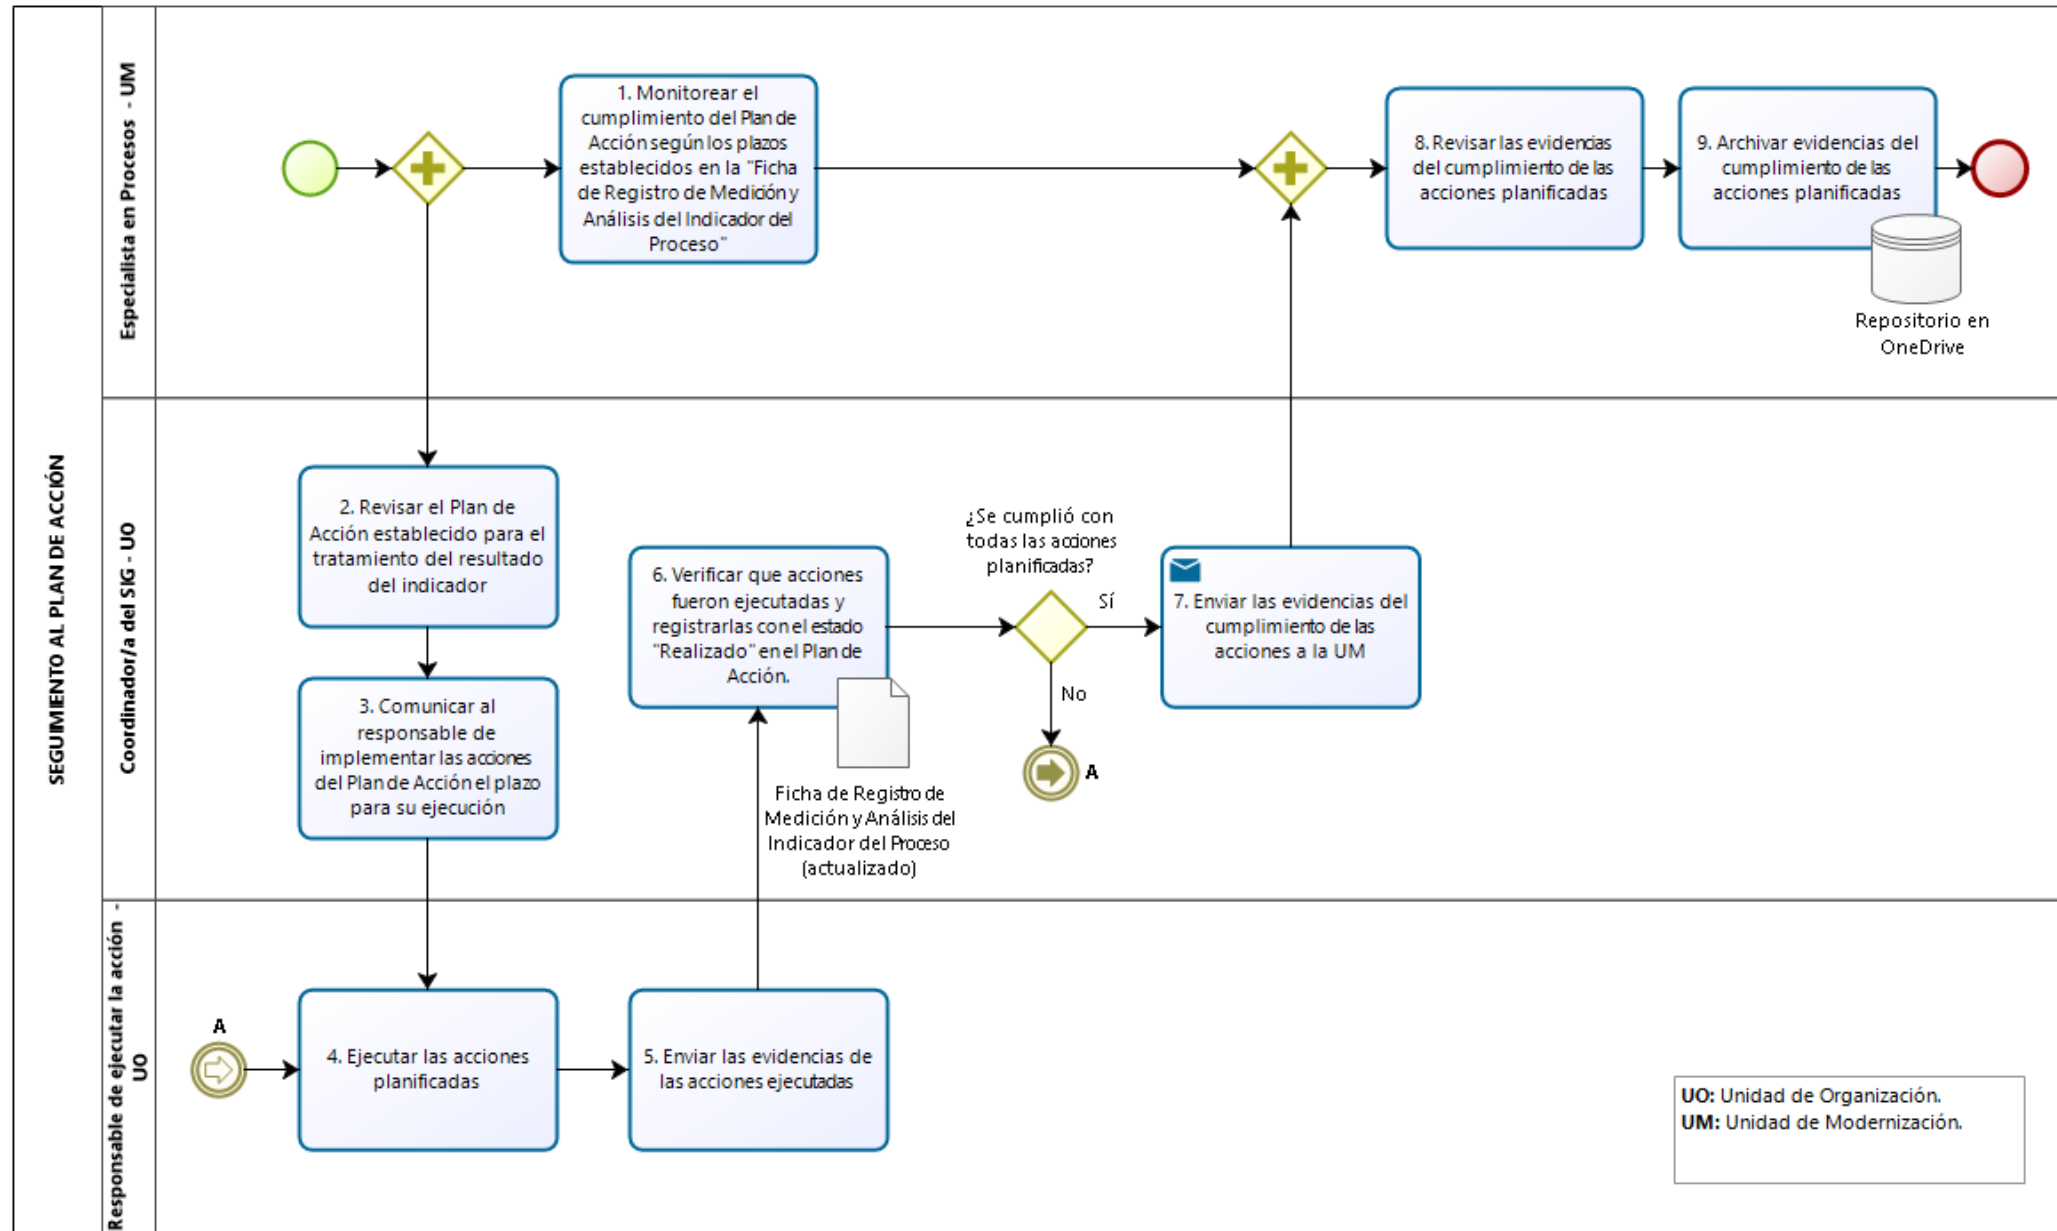 SEGUIMIENTO AL PLAN DE ACCIÓN
Especialista en Procesos - UM
1. Monitorear el
cumplimiento del Plan de
Acción según los plazos
establecidos en la "Ficha
de Registro de Medición y
Análisis del Indicador del
Proceso"
8. Revisar las evidencias
del cumplimiento de las
acciones planificadas
9. Archivar evidencias del
cumplimiento de las
acciones planificadas
Repositorio en
OneDrive
Coordinador/a del SIG - UO
2. Revisar el Plan de
Acción establecido para el
tratamiento del resultado
del indicador
3. Comunicar al
responsable de
implementar las acciones
del Plan de Acción el plazo
para su ejecución
6. Verificar que acciones
fueron ejecutadas y
registrarlas con el estado
"Realizado" en el Plan de
Acción.
Ficha de Registro de
Medición y Análisis del
Indicador del Proceso
(actualizado)
¿Se cumplió con
todas las acciones
planificadas?
Sí
No
A
7. Enviar las evidencias del
cumplimiento de las
acciones a la UM
Responsable de ejecutar la acción -
UO
A
4. Ejecutar las acciones
planificadas
5. Enviar las evidencias de
las acciones ejecutadas
UO: Unidad de Organización.
UM: Unidad de Modernización.